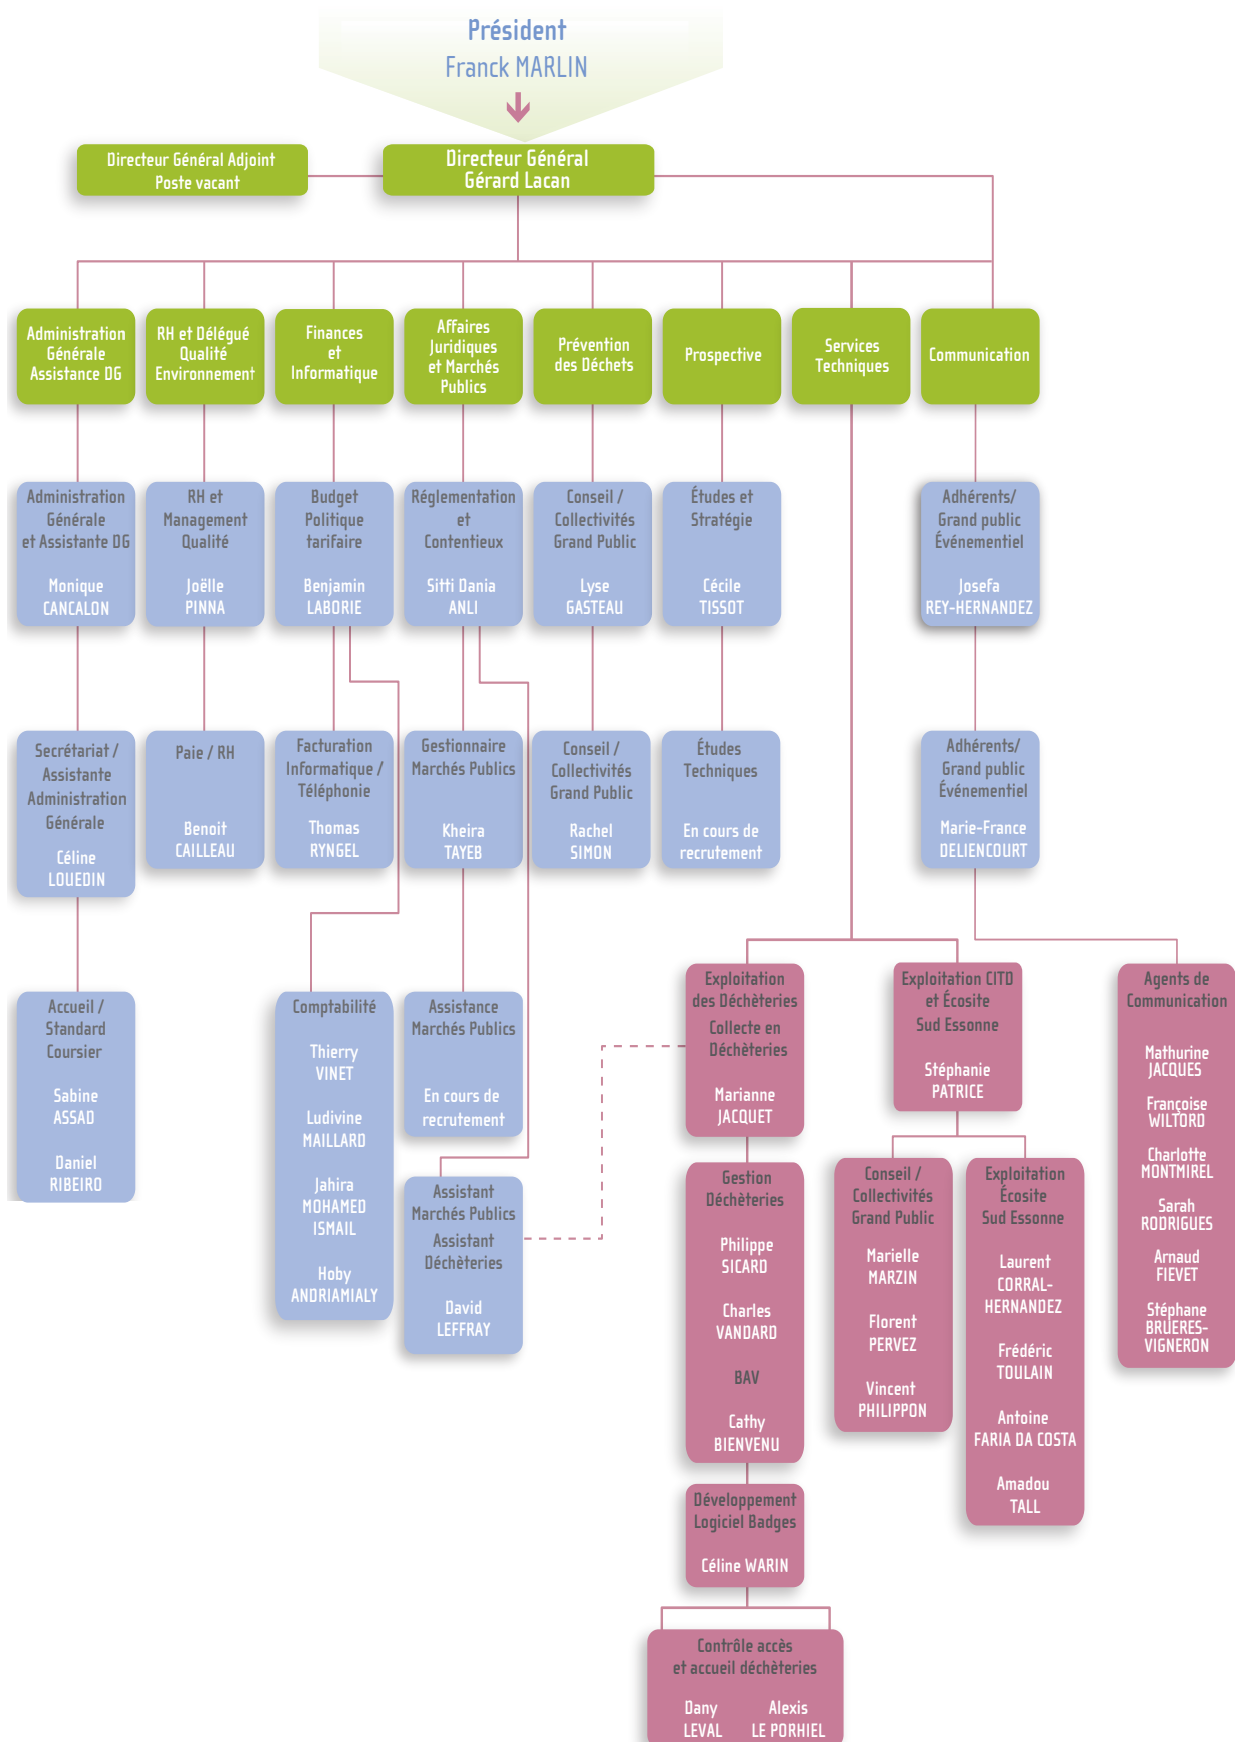 Président
Franck MARLIN
Directeur Général Adjoint
Poste vacant
Directeur Général
Gérard Lacan
Administration
Générale
Assistance DG
RH et Délégué
Qualité
Environnement
Finances
et
Informatique
Affaires
Juridiques
et Marchés
Publics
Prévention
des Déchets
Prospective
Services
Techniques
Communication
Administration
Générale
et Assistante DG
Monique
CANCALON
RH et
Management
Qualité
Joëlle
PINNA
Budget
Politique
tarifaire
Benjamin
LABORIE
Réglementation
et
Contentieux
Sitti Dania
ANLI
Conseil /
Collectivités
Grand Public
Lyse
GASTEAU
Études et
Stratégie
Cécile
TISSOT
Adhérents/
Grand public
Événementiel
Josefa
REY-HERNANDEZ
Secrétariat /
Assistante
Administration
Générale
Céline
LOUEDIN
Paie / RH
Benoit
CAILLEAU
Facturation
Informatique /
Téléphonie
Thomas
RYNGEL
Gestionnaire
Marchés Publics
Kheira
TAYEB
Conseil /
Collectivités
Grand Public
Rachel
SIMON
Études
Techniques
En cours de
recrutement
Adhérents/
Grand public
Événementiel
Marie-France
DELIENCOURT
Accueil /
Standard
Coursier
Sabine
ASSAD
Daniel
RIBEIRO
Comptabilité
Thierry
VINET
Ludivine
MAILLARD
Jahira
MOHAMED
ISMAIL
Hoby
ANDRIAMIALY
Assistance
Marchés Publics
En cours de
recrutement
Assistant
Marchés Publics
Assistant
Déchèteries
David
LEFFRAY
Exploitation
des Déchèteries
Collecte en
Déchèteries
Marianne
JACQUET
Gestion
Déchèteries
Philippe
SICARD
Charles
VANDARD
BAV
Cathy
BIENVENU
Développement
Logiciel Badges
Céline WARIN
Contrôle accès
et accueil déchèteries
Dany
LEVAL
Alexis
LE PORHIEL
Exploitation CITD
et Écosite
Sud Essonne
Stéphanie
PATRICE
Conseil /
Collectivités
Grand Public
Marielle
MARZIN
Florent
PERVEZ
Vincent
PHILIPPON
Exploitation
Écosite
Sud Essonne
Laurent
CORRAL-
HERNANDEZ
Frédéric
TOULAIN
Antoine
FARIA DA COSTA
Amadou
TALL
Agents de
Communication
Mathurine
JACQUES
Françoise
WILTORD
Charlotte
MONTMIREL
Sarah
RODRIGUES
Arnaud
FIEVET
Stéphane
BRUERES-
VIGNERON